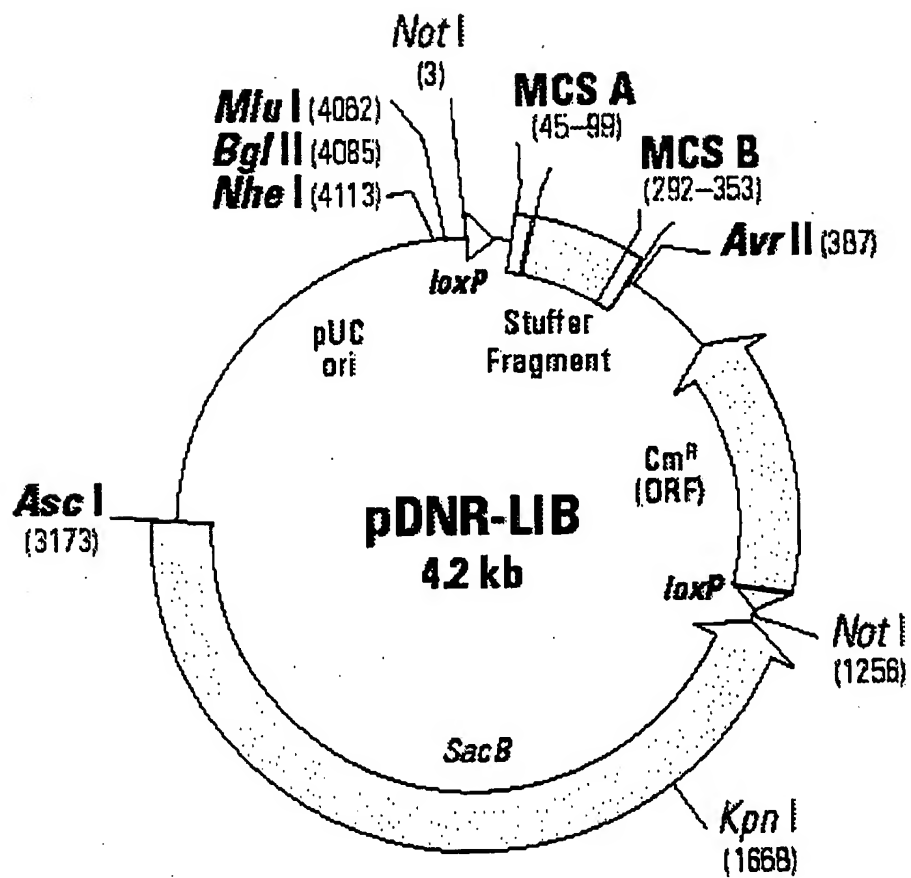 Not I
(3)
Mlu I (4062)
Bgl II (4085)
Nhe I (4113)
MCS A
(45–99)
MCS B
(292–353)
Avr II (387)
loxP
Stuffer
Fragment
pUC
ori
Cm^R
(ORF)
Asc I
(3173)
pDNR-LIB
4.2 kb
loxP
Not I
(1256)
SacB
Kpn I
(1668)